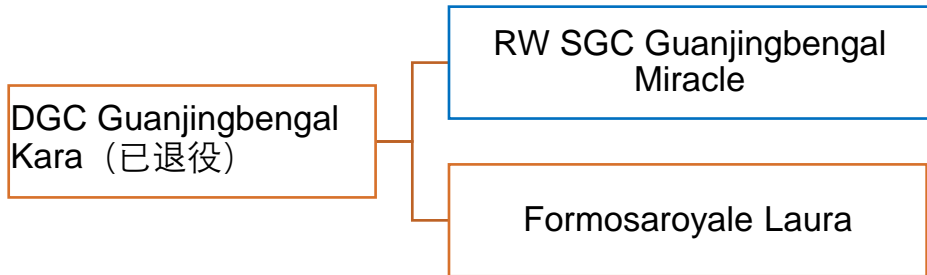 RW SGC Guanjingbengal
Miracle
DGC Guanjingbengal
Kara（已退役）
Formosaroyale Laura